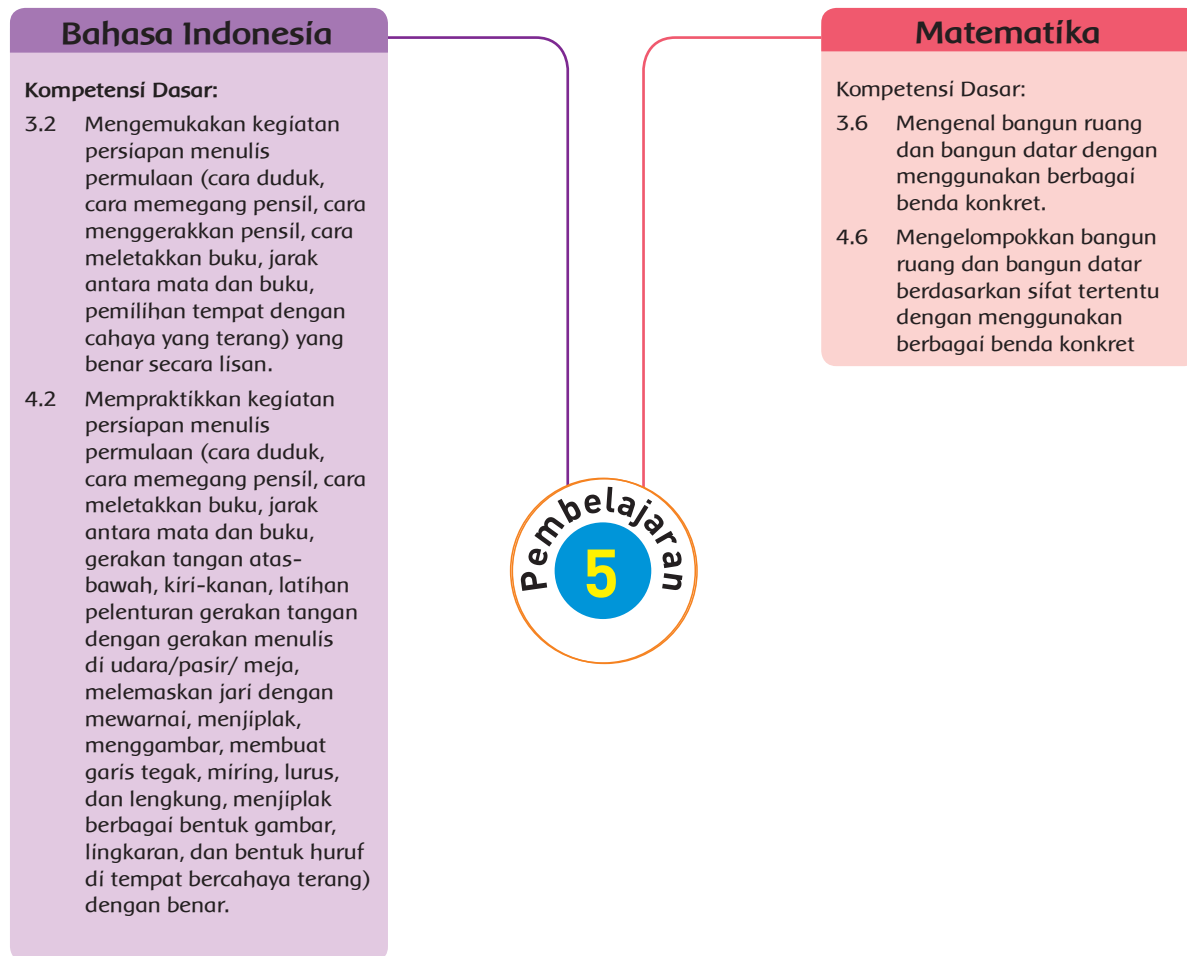 Bahasa Indonesia
Kompetensi Dasar:
3.2 Mengemukakan kegiatan
persiapan menulis
permulaan (cara duduk,
cara memegang pensil, cara
menggerakkan pensil, cara
meletakkan buku, jarak
antara mata dan buku,
pemilihan tempat dengan
cahaya yang terang) yang
benar secara lisan.
4.2 Mempraktikkan kegiatan
persiapan menulis
permulaan (cara duduk,
cara memegang pensil, cara
meletakkan buku, jarak
antara mata dan buku,
gerakan tangan atas-
bawah, kiri-kanan, latihan
pelenturan gerakan tangan
dengan gerakan menulis
di udara/pasir/ meja,
melemaskan jari dengan
mewarnai, menjiplak,
menggambar, membuat
garis tegak, miring, lurus,
dan lengkung, menjiplak
berbagai bentuk gambar,
lingkaran, dan bentuk huruf
di tempat bercahaya terang)
dengan benar.
Matematika
Kompetensi Dasar:
3.6 Mengenal bangun ruang
dan bangun datar dengan
menggunakan berbagai
benda konkret.
4.6 Mengelompokkan bangun
ruang dan bangun datar
berdasarkan sifat tertentu
dengan menggunakan
berbagai benda konkret
Pembelajaran
5